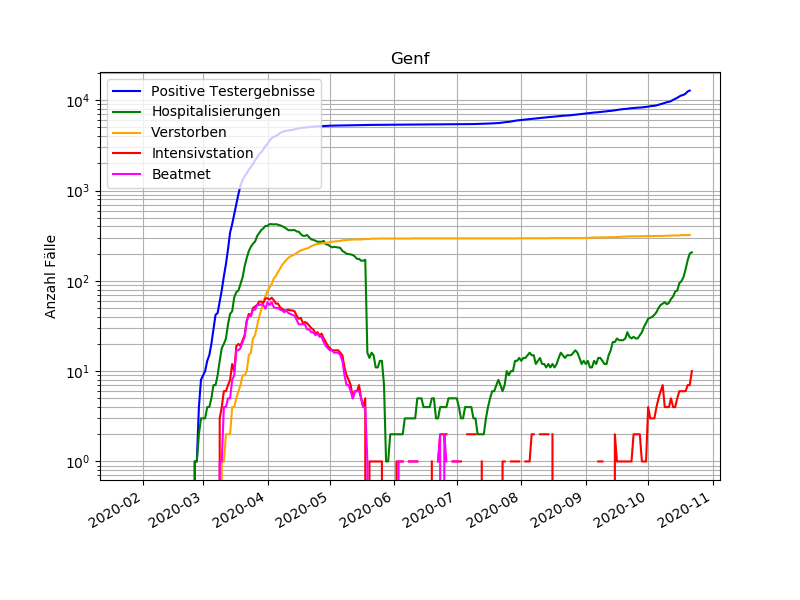 Genf
Positive Testergebnisse
Hospitalisierungen
Verstorben
Intensivstation
Beatmet
Anzahl Fälle
10⁴
10³
10²
10¹
10⁰
2020-02
2020-03
2020-04
2020-05
2020-06
2020-07
2020-08
2020-09
2020-10
2020-11